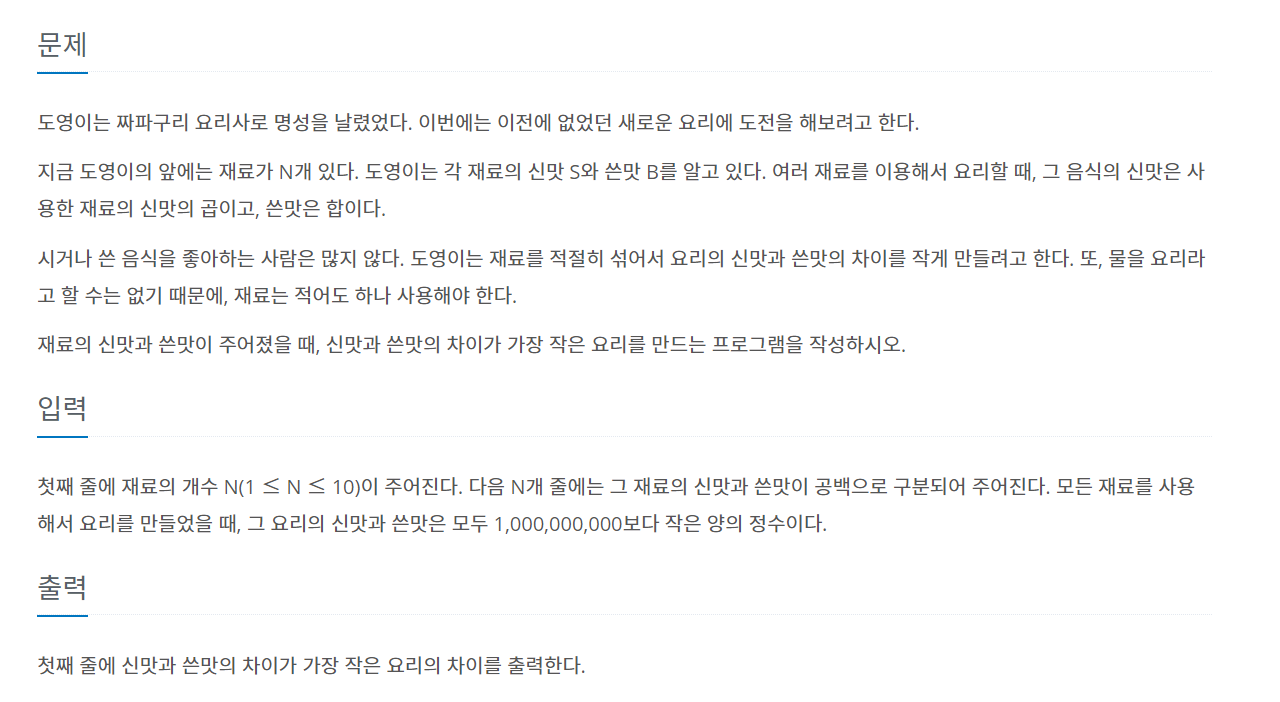 문제
도영이는 짜파구리 요리사로 명성을 날렸었다. 이번에는 이전에 없었던 새로운 요리에 도전을 해보려고 한다.
지금 도영이의 앞에는 재료가 N개 있다. 도영이는 각 재료의 신맛 S와 쓴맛 B를 알고 있다. 여러 재료를 이용해서 요리할 때, 그 음식의 신맛은 사
용한 재료의 신맛의 곱이고, 쓴맛은 합이다.
시거나 쓴 음식을 좋아하는 사람은 많지 않다. 도영이는 재료를 적절히 섞어서 요리의 신맛과 쓴맛의 차이를 작게 만들려고 한다. 또, 물을 요리라
고 할 수는 없기 때문에, 재료는 적어도 하나 사용해야 한다.
재료의 신맛과 쓴맛이 주어졌을 때, 신맛과 쓴맛의 차이가 가장 작은 요리를 만드는 프로그램을 작성하시오.
입력
첫째 줄에 재료의 개수 N(1 ≤ N ≤ 10)이 주어진다. 다음 N개 줄에는 그 재료의 신맛과 쓴맛이 공백으로 구분되어 주어진다. 모든 재료를 사용
해서 요리를 만들었을 때, 그 요리의 신맛과 쓴맛은 모두 1,000,000,000보다 작은 양의 정수이다.
출력
첫째 줄에 신맛과 쓴맛의 차이가 가장 작은 요리의 차이를 출력한다.